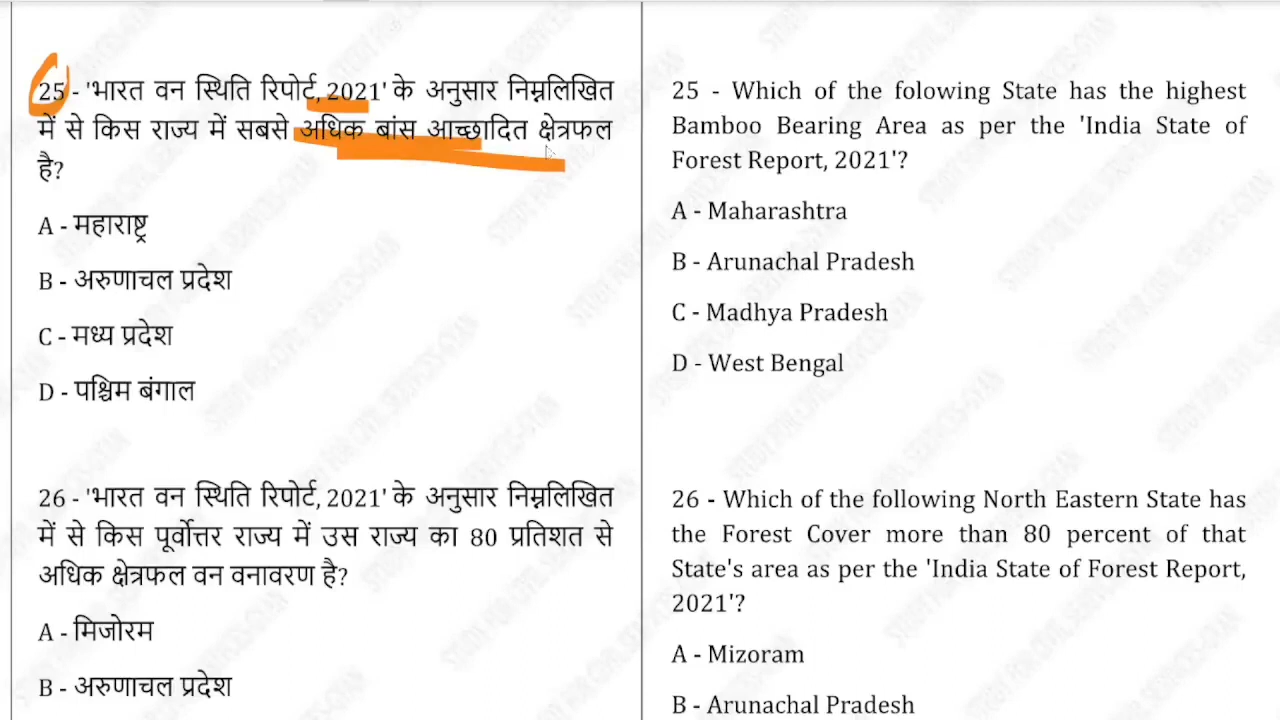 25 - 'भारत वन स्थिति रिपोर्ट, 2021' के अनुसार निम्नलिखित
में से किस राज्य में सबसे अधिक बांस आच्छादित क्षेत्रफल
है?
A - महाराष्ट्र
B - अरुणाचल प्रदेश
C - मध्य प्रदेश
D - पश्चिम बंगाल
26 - 'भारत वन स्थिति रिपोर्ट, 2021' के अनुसार निम्नलिखित
में से किस पूर्वोत्तर राज्य में उस राज्य का 80 प्रतिशत से
अधिक क्षेत्रफल वन वनावरण है?
A - मिजोरम
B - अरुणाचल प्रदेश
25 - Which of the folowing State has the highest
Bamboo Bearing Area as per the 'India State of
Forest Report, 2021'?
A - Maharashtra
B - Arunachal Pradesh
C - Madhya Pradesh
D - West Bengal
26 - Which of the following North Eastern State has
the Forest Cover more than 80 percent of that
State's area as per the 'India State of Forest Report,
2021'?
A - Mizoram
B - Arunachal Pradesh
STUDY FOR CIVIL SERVICES-GYAN